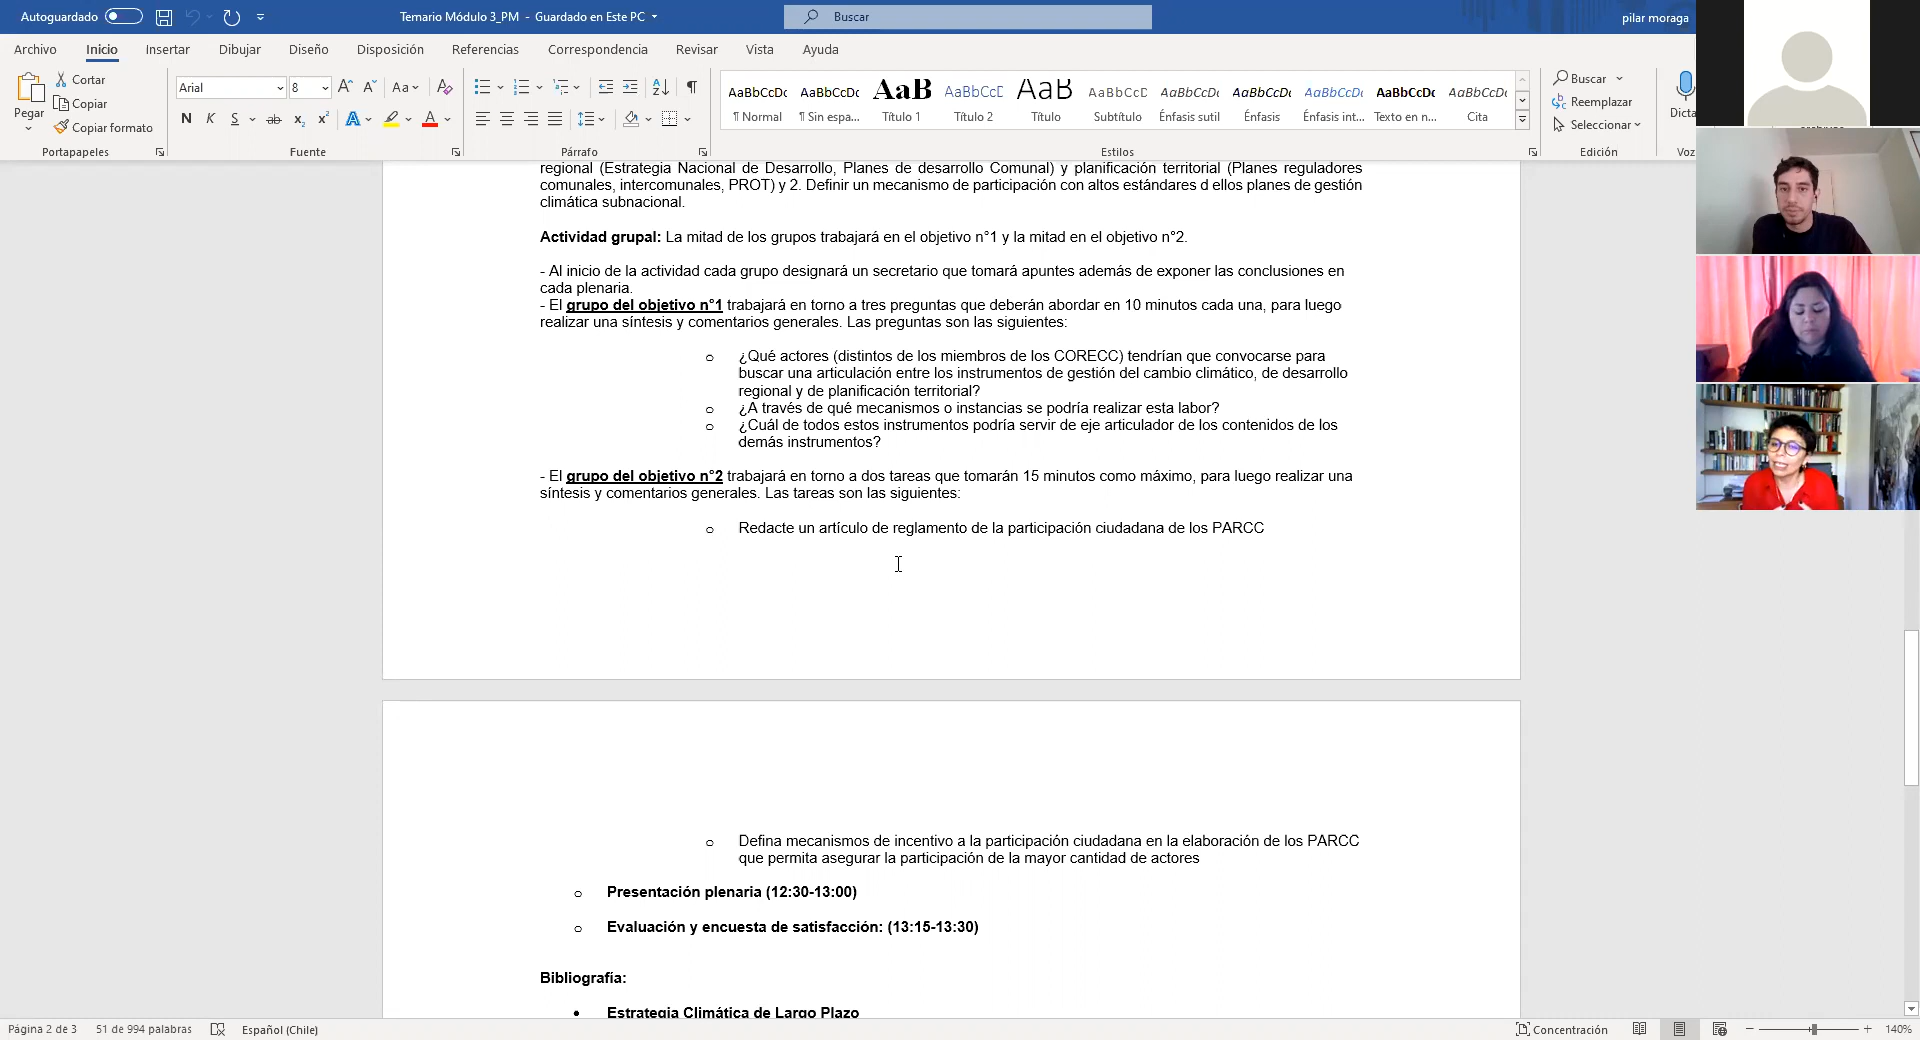 Autoguardado
Temario Módulo 3_PM - Guardado en Este PC
Buscar
pilar moraga
Archivo
Inicio
Insertar
Dibujar
Diseño
Disposición
Referencias
Correspondencia
Revisar
Vista
Ayuda
Pegar
Cortar
Copiar
Copiar formato
Portapapeles
Arial
8
Aa
N K S ab x₂ x² A A
Fuente
Párrafo
AaBbCcDc
¶ Normal
AaBbCcDc
¶ Sin espa...
AaB
Título 1
AaBbCcD
Título 2
AaB
Título
AaBbCcD
Subtítulo
AaBbCcDc
Énfasis sutil
AaBbCcDc
Énfasis
AaBbCcDc
Énfasis int...
AaBbCcDc
Texto en n...
AaBbCcDc
Cita
Estilos
Buscar
Reemplazar
Seleccionar
Edición
Dicta
Voz
regional (Estrategia Nacional de Desarrollo, Planes de desarrollo Comunal) y planificación territorial (Planes reguladores
comunales, intercomunales, PROT) y 2. Definir un mecanismo de participación con altos estándares d ellos planes de gestión
climática subnacional.
Actividad grupal: La mitad de los grupos trabajará en el objetivo n°1 y la mitad en el objetivo n°2.
- Al inicio de la actividad cada grupo designará un secretario que tomará apuntes además de exponer las conclusiones en
cada plenaria.
- El grupo del objetivo n°1 trabajará en torno a tres preguntas que deberán abordar en 10 minutos cada una, para luego
realizar una síntesis y comentarios generales. Las preguntas son las siguientes:
o ¿Qué actores (distintos de los miembros de los CORECC) tendrían que convocarse para
buscar una articulación entre los instrumentos de gestión del cambio climático, de desarrollo
regional y de planificación territorial?
o ¿A través de qué mecanismos o instancias se podría realizar esta labor?
o ¿Cuál de todos estos instrumentos podría servir de eje articulador de los contenidos de los
demás instrumentos?
- El grupo del objetivo n°2 trabajará en torno a dos tareas que tomarán 15 minutos como máximo, para luego realizar una
síntesis y comentarios generales. Las tareas son las siguientes:
o Redacte un artículo de reglamento de la participación ciudadana de los PARCC
o Defina mecanismos de incentivo a la participación ciudadana en la elaboración de los PARCC
que permita asegurar la participación de la mayor cantidad de actores
o Presentación plenaria (12:30-13:00)
o Evaluación y encuesta de satisfacción: (13:15-13:30)
Bibliografía:
• Estrategia Climática de Largo Plazo
Página 2 de 3
51 de 994 palabras
Español (Chile)
Concentración
140%